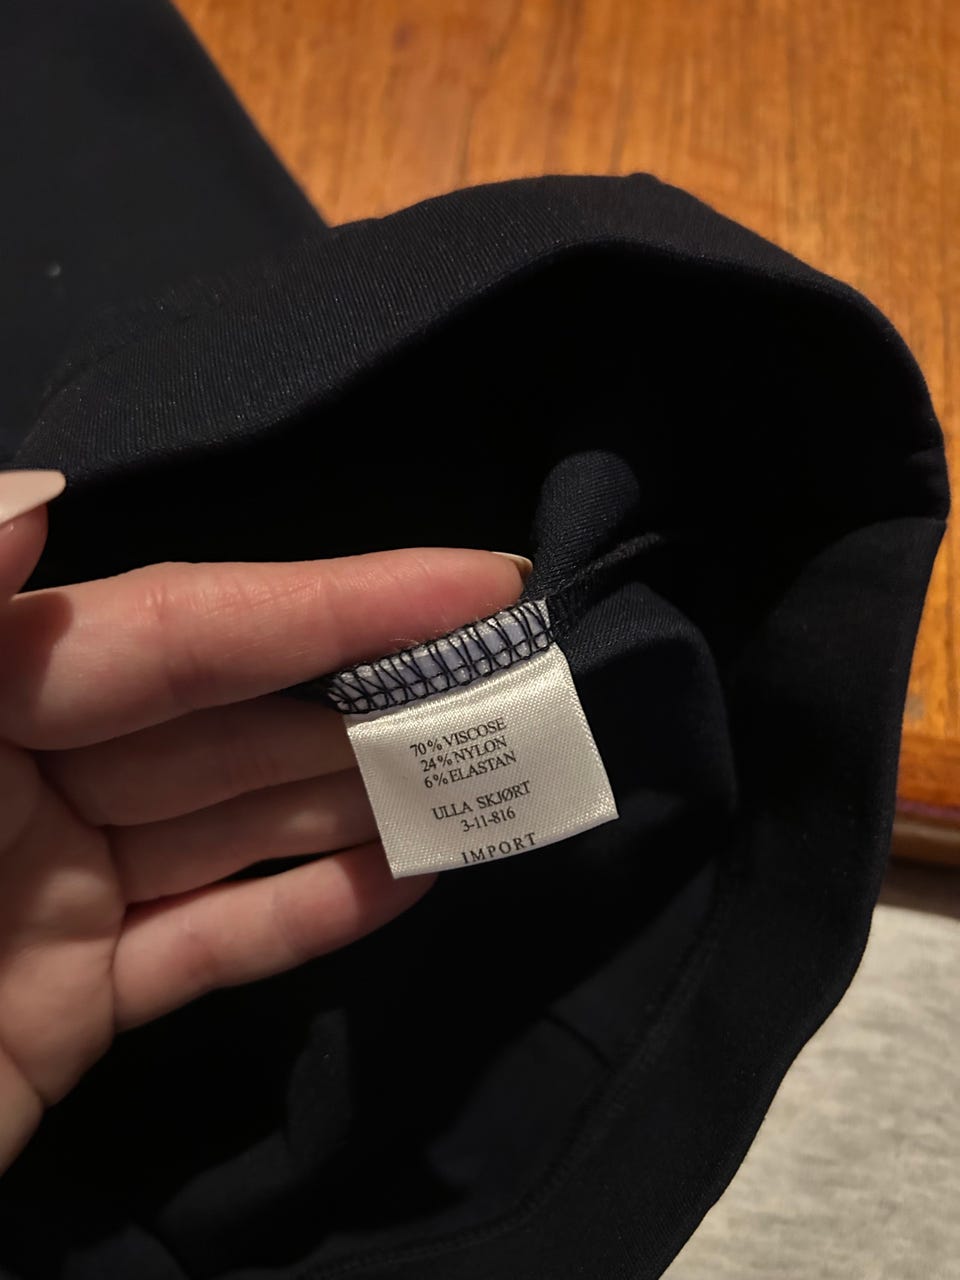 70% VISCOSE
24% NYLON
6% ELASTAN
ULLA SKJØRT
3-11-816
IMPORT